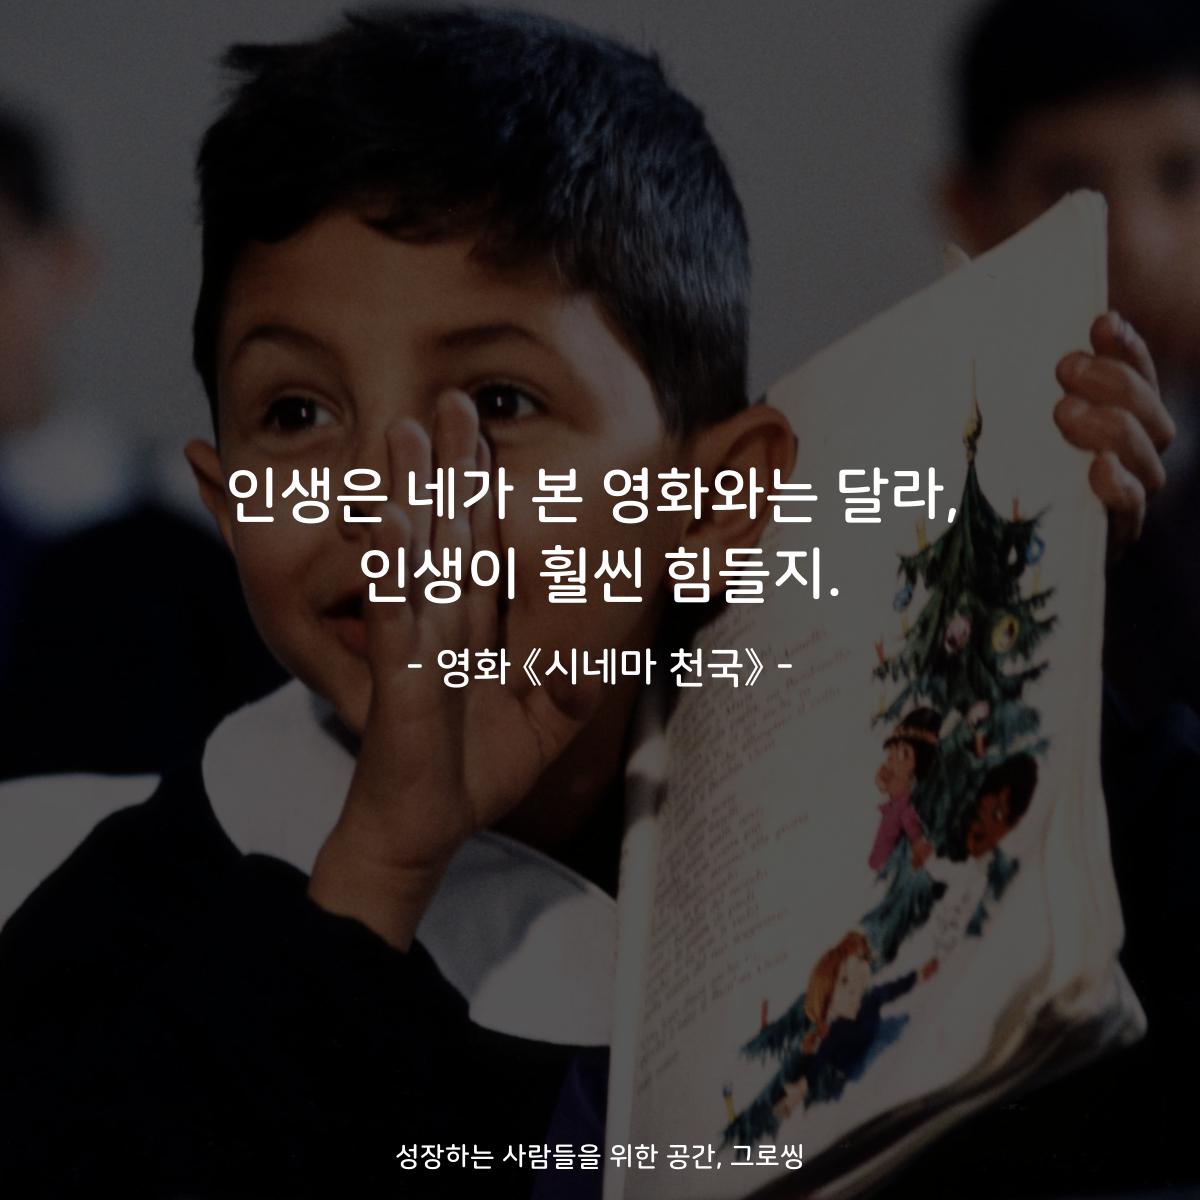 인생은 네가 본 영화와는 달라,
인생이 훨씬 힘들지.
- 영화 《시네마 천국》 -
성장하는 사람들을 위한 공간, 그로씽